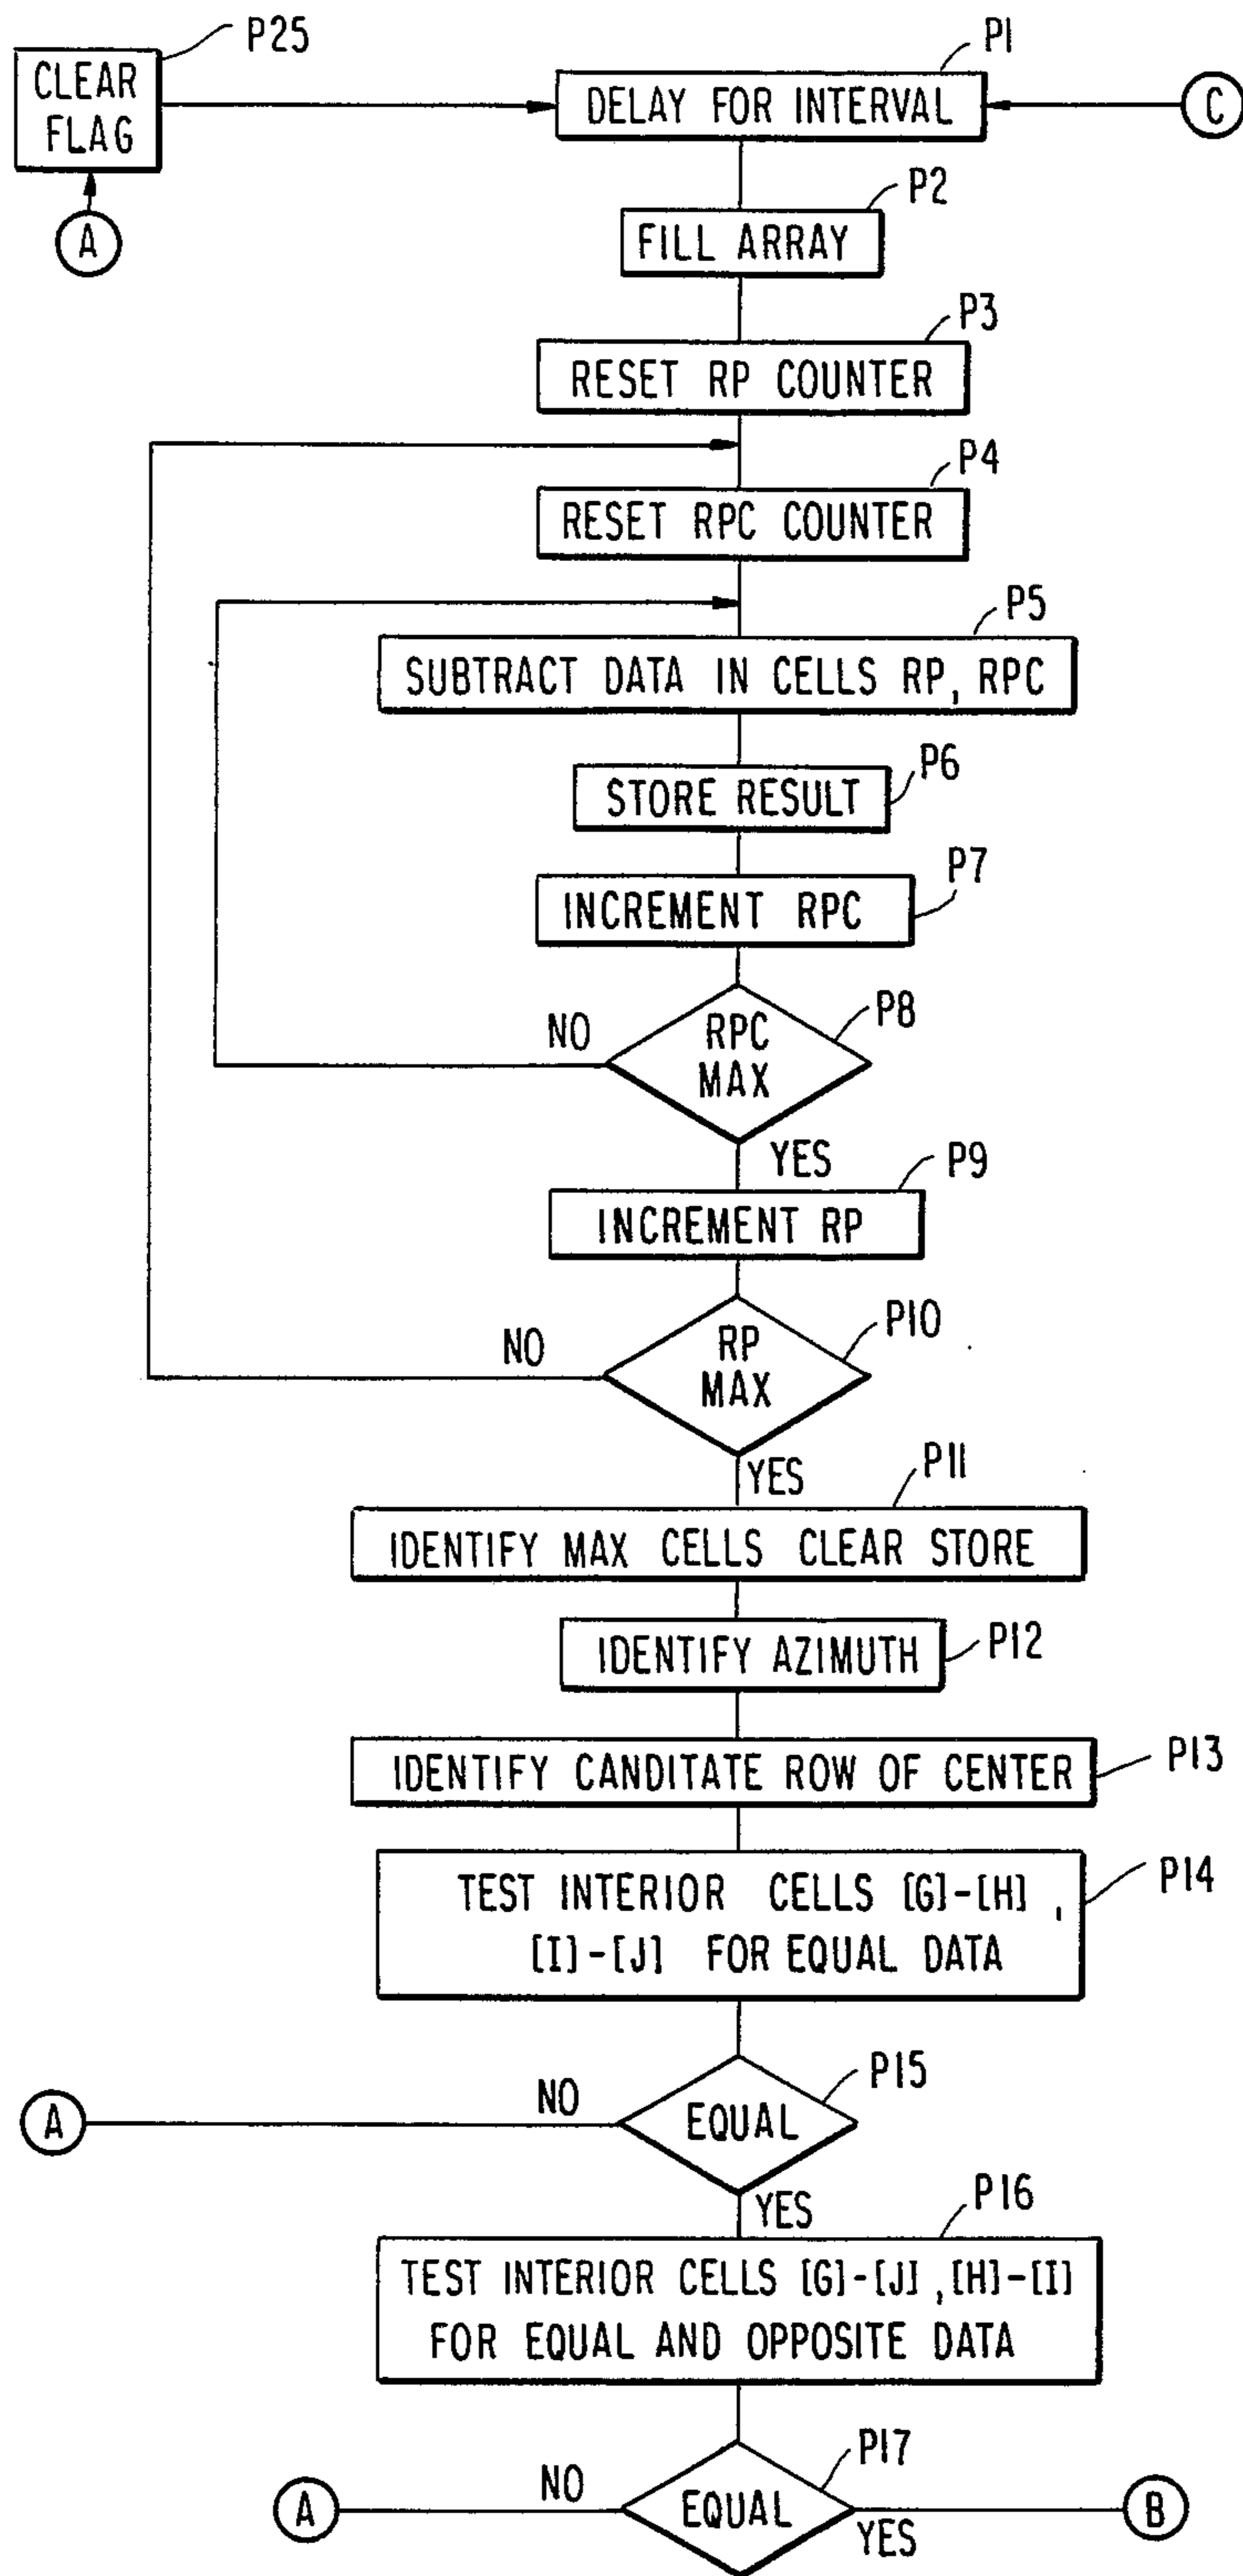 P25
CLEAR
FLAG
A
P1
DELAY FOR INTERVAL
C
P2
FILL ARRAY
P3
RESET RP COUNTER
P4
RESET RPC COUNTER
P5
SUBTRACT DATA IN CELLS RP, RPC
P6
STORE RESULT
P7
INCREMENT RPC
P8
RPC
MAX
NO
YES
P9
INCREMENT RP
P10
RP
MAX
NO
YES
P11
IDENTIFY MAX CELLS CLEAR STORE
P12
IDENTIFY AZIMUTH
P13
IDENTIFY CANDITATE ROW OF CENTER
P14
TEST INTERIOR CELLS [G]-[H],
[I]-[J] FOR EQUAL DATA
P15
EQUAL
NO
A
YES
P16
TEST INTERIOR CELLS [G]-[J],[H]-[I]
FOR EQUAL AND OPPOSITE DATA
P17
EQUAL
NO
A
YES
B